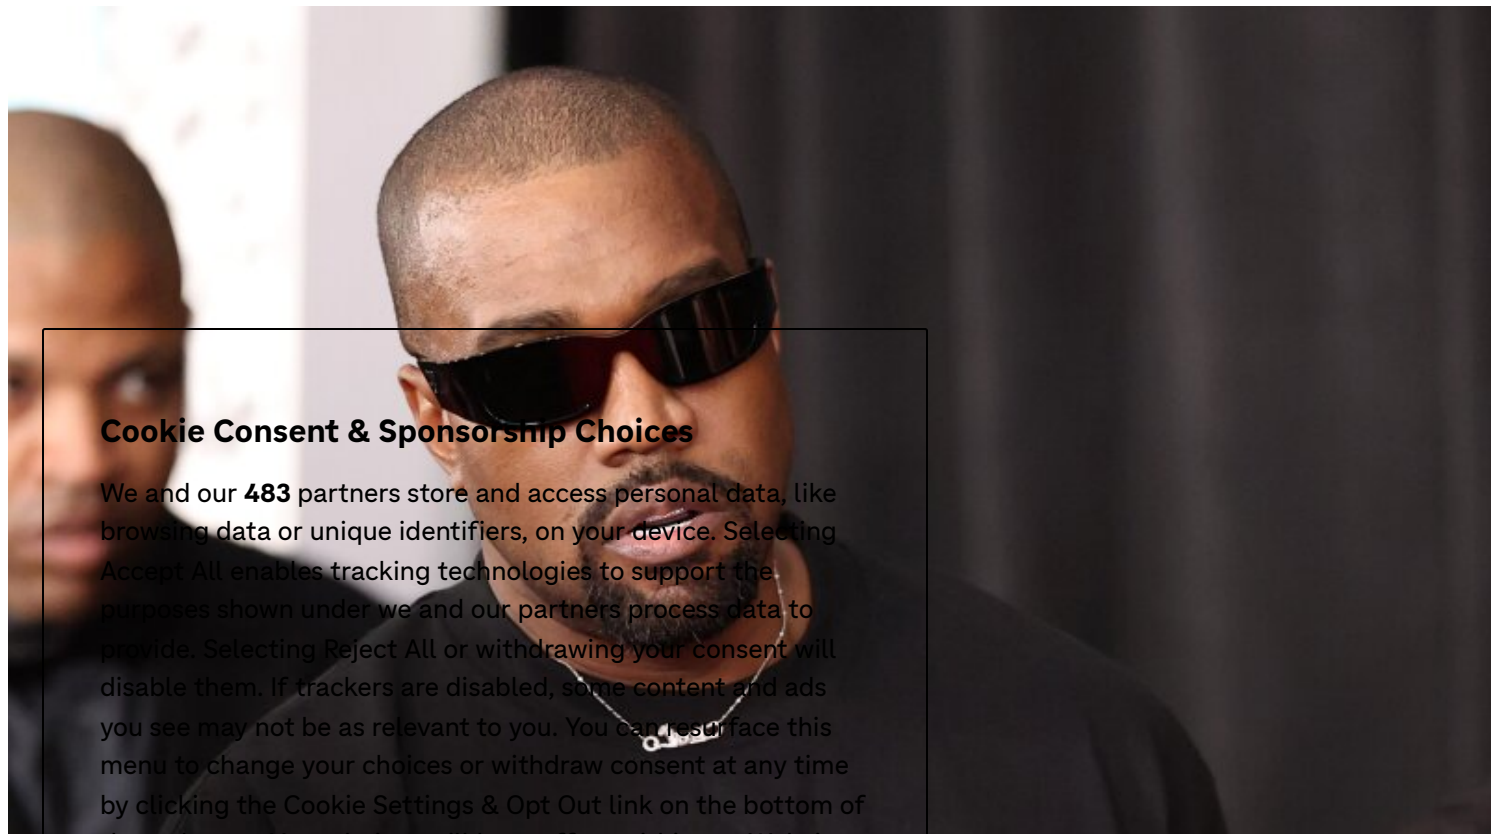 Cookie Consent & Sponsorship Choices
We and our 483 partners store and access personal data, like
browsing data or unique identifiers, on your device. Selecting
Accept All enables tracking technologies to support the
purposes shown under we and our partners process data to
provide. Selecting Reject All or withdrawing your consent will
disable them. If trackers are disabled, some content and ads
you see may not be as relevant to you. You can resurface this
menu to change your choices or withdraw consent at any time
by clicking the Cookie Settings & Opt Out link on the bottom of